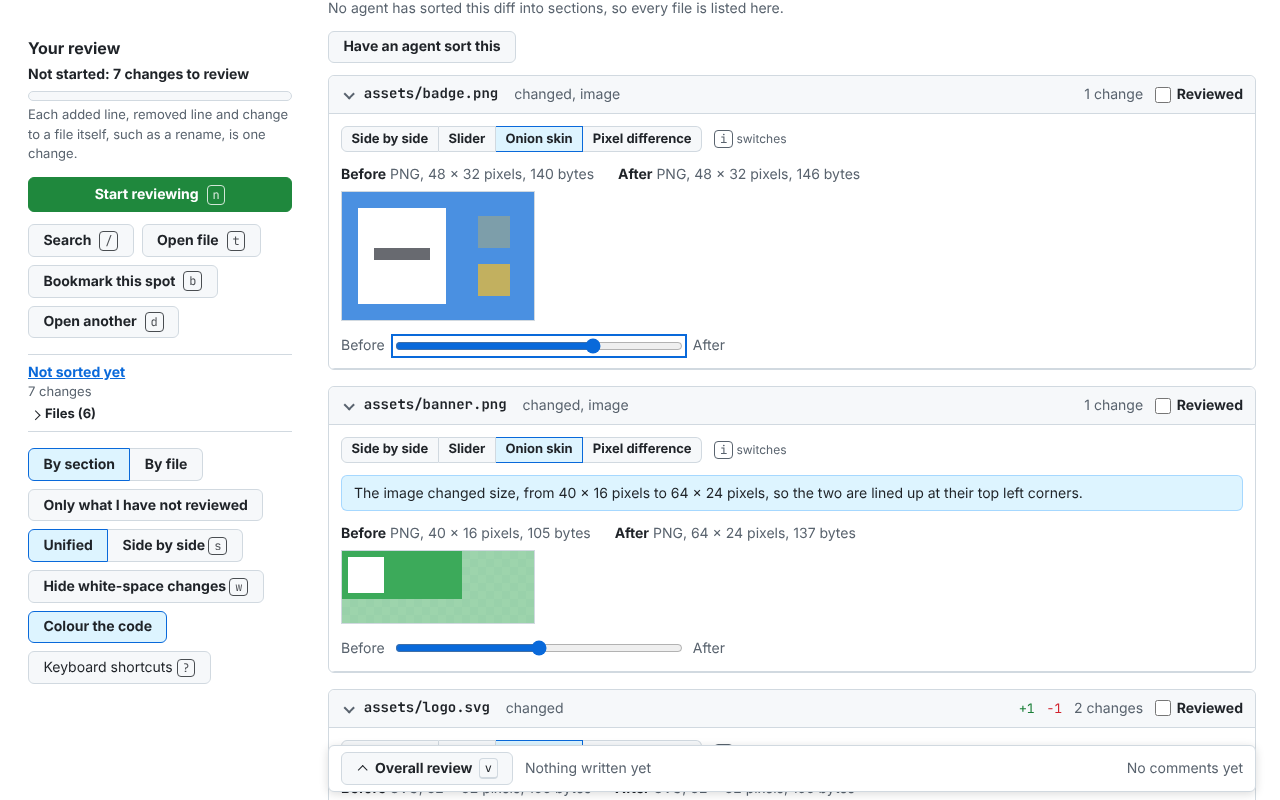 No agent has sorted this diff into sections, so every file is listed here.
Have an agent sort this
Your review
Not started: 7 changes to review
Each added line, removed line and change
to a file itself, such as a rename, is one
change.
Start reviewing n
Search / Open file t
Bookmark this spot b
Open another d
Not sorted yet
7 changes
Files (6)
By section By file
Only what I have not reviewed
Unified Side by side s
Hide white-space changes w
Colour the code
Keyboard shortcuts ?
assets/badge.png changed, image 1 change Reviewed
Side by side Slider Onion skin Pixel difference i switches
Before PNG, 48 × 32 pixels, 140 bytes After PNG, 48 × 32 pixels, 146 bytes
Before After
assets/banner.png changed, image 1 change Reviewed
Side by side Slider Onion skin Pixel difference i switches
The image changed size, from 40 × 16 pixels to 64 × 24 pixels, so the two are lined up at their top left corners.
Before PNG, 40 × 16 pixels, 105 bytes After PNG, 64 × 24 pixels, 137 bytes
Before After
assets/logo.svg changed +1 -1 2 changes Reviewed
Overall review v Nothing written yet No comments yet